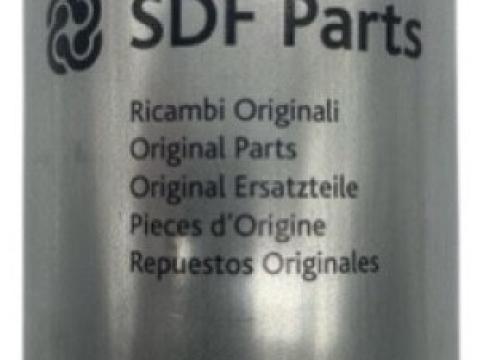 SDF Parts
Ricambi Originali
Original Parts
Original Ersatzteile
Pieces d'Origine
Repuestos Originales